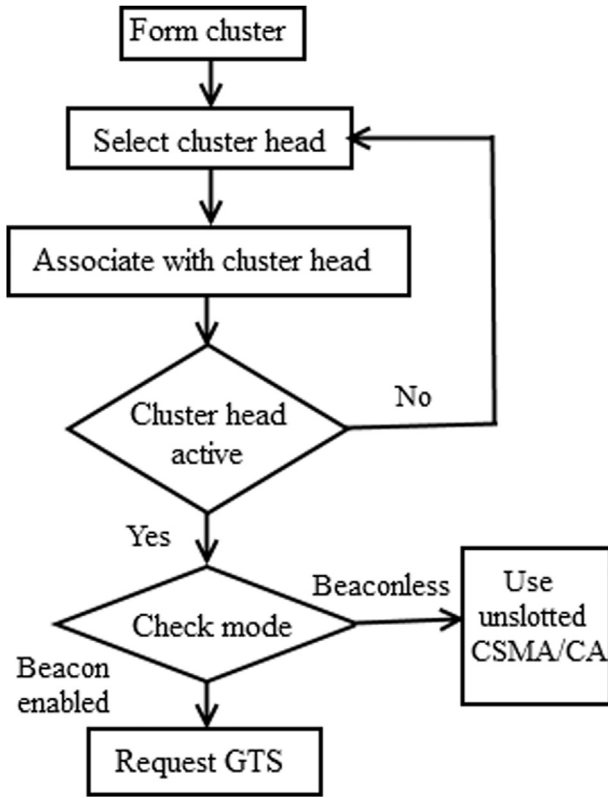 Form cluster
Select cluster head
Associate with cluster head
Cluster head
active
No
Yes
Check mode
Beaconless
Use
unslotted
CSMA/CA
Beacon
enabled
Request GTS